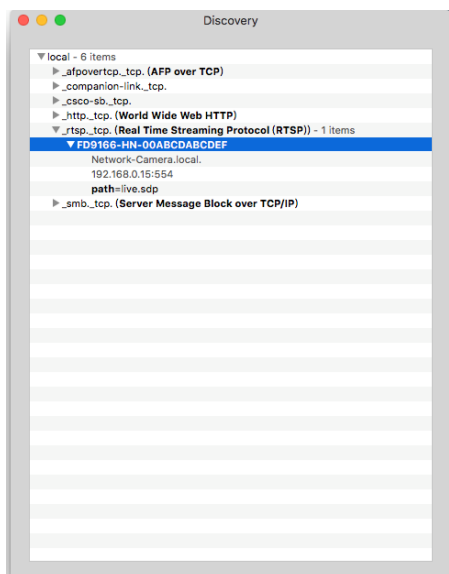 Discovery
local - 6 items
_afpovertcp._tcp. (AFP over TCP)
_companion-link._tcp.
_csco-sb._tcp.
_http._tcp. (World Wide Web HTTP)
_rtsp._tcp. (Real Time Streaming Protocol (RTSP)) - 1 items
FD9166-HN-00ABCDABCDEF
Network-Camera.local.
192.168.0.15:554
path=live.sdp
_smb._tcp. (Server Message Block over TCP/IP)